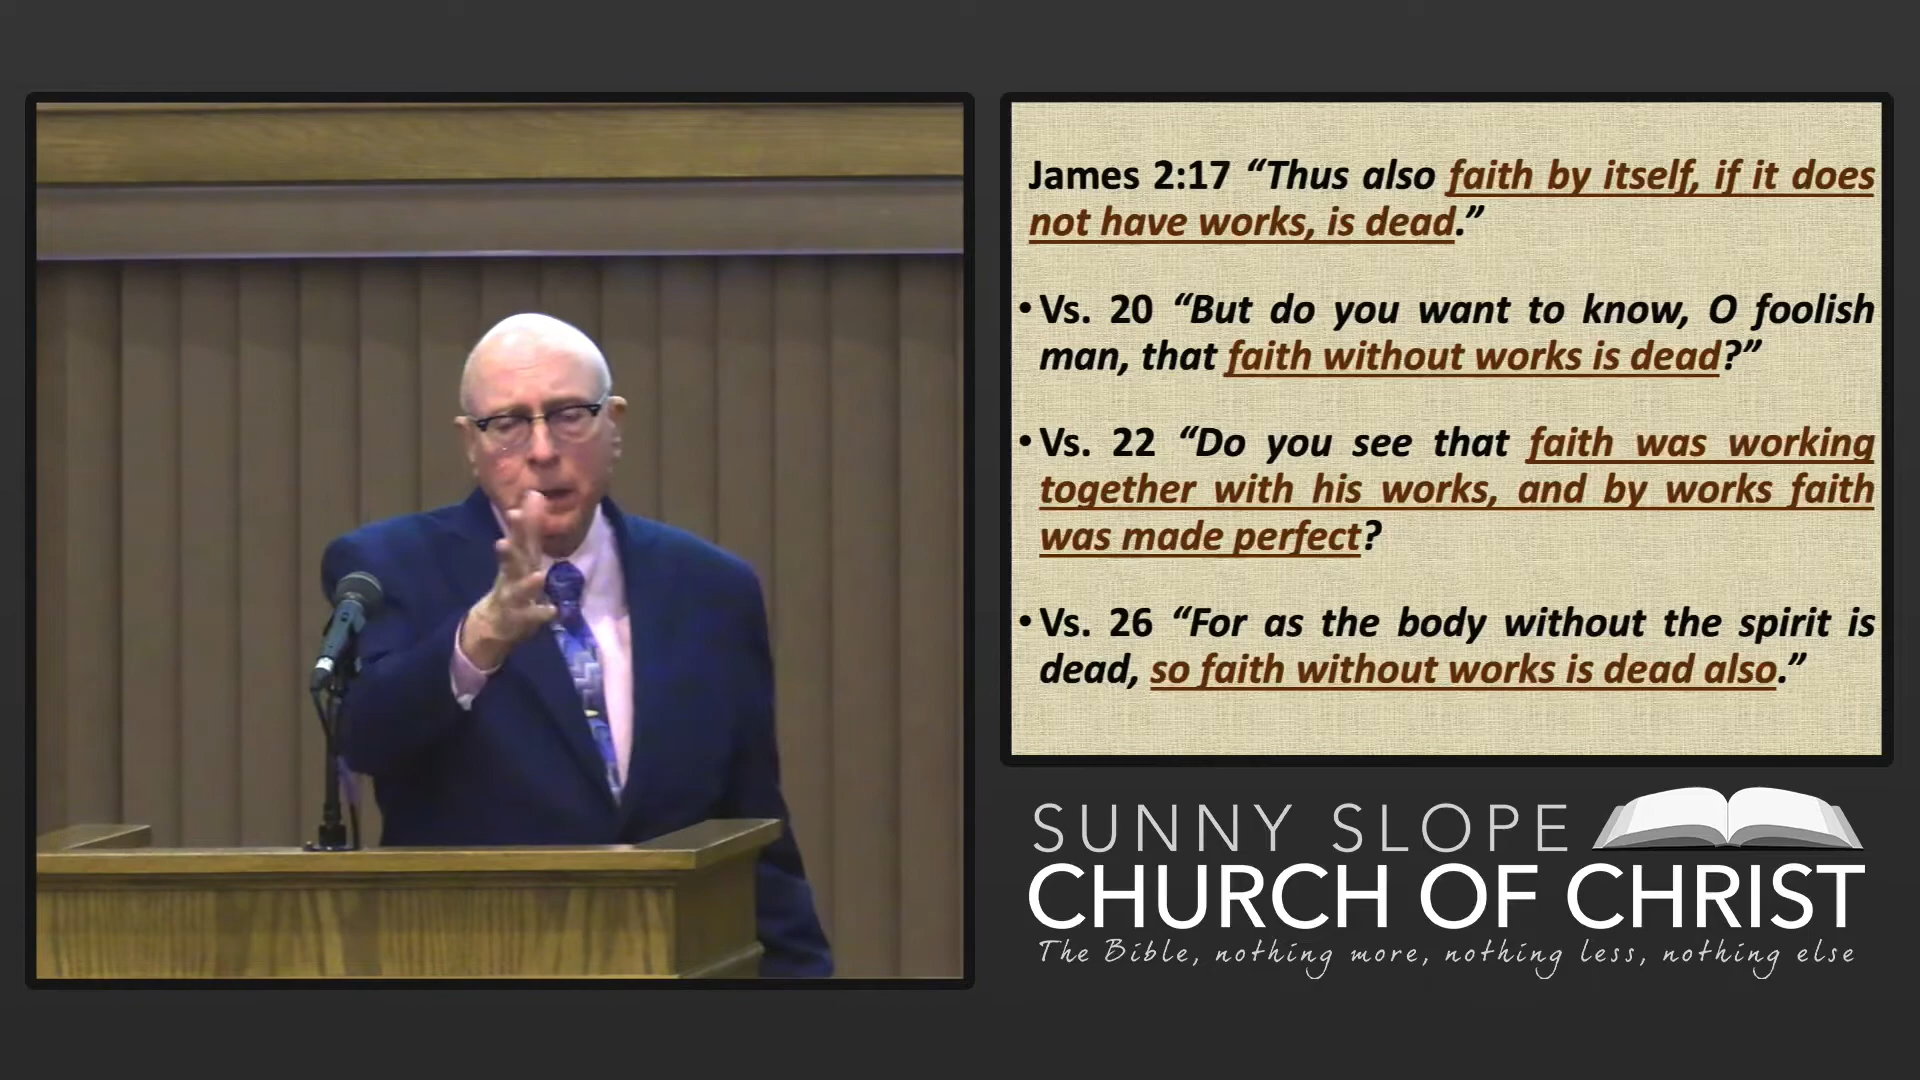 James 2:17 “Thus also faith by itself, if it does
not have works, is dead.”
• Vs. 20 “But do you want to know, O foolish
man, that faith without works is dead?”
• Vs. 22 “Do you see that faith was working
together with his works, and by works faith
was made perfect?
• Vs. 26 “For as the body without the spirit is
dead, so faith without works is dead also.”
SUNNY SLOPE
CHURCH OF CHRIST
The Bible, nothing more, nothing less, nothing else